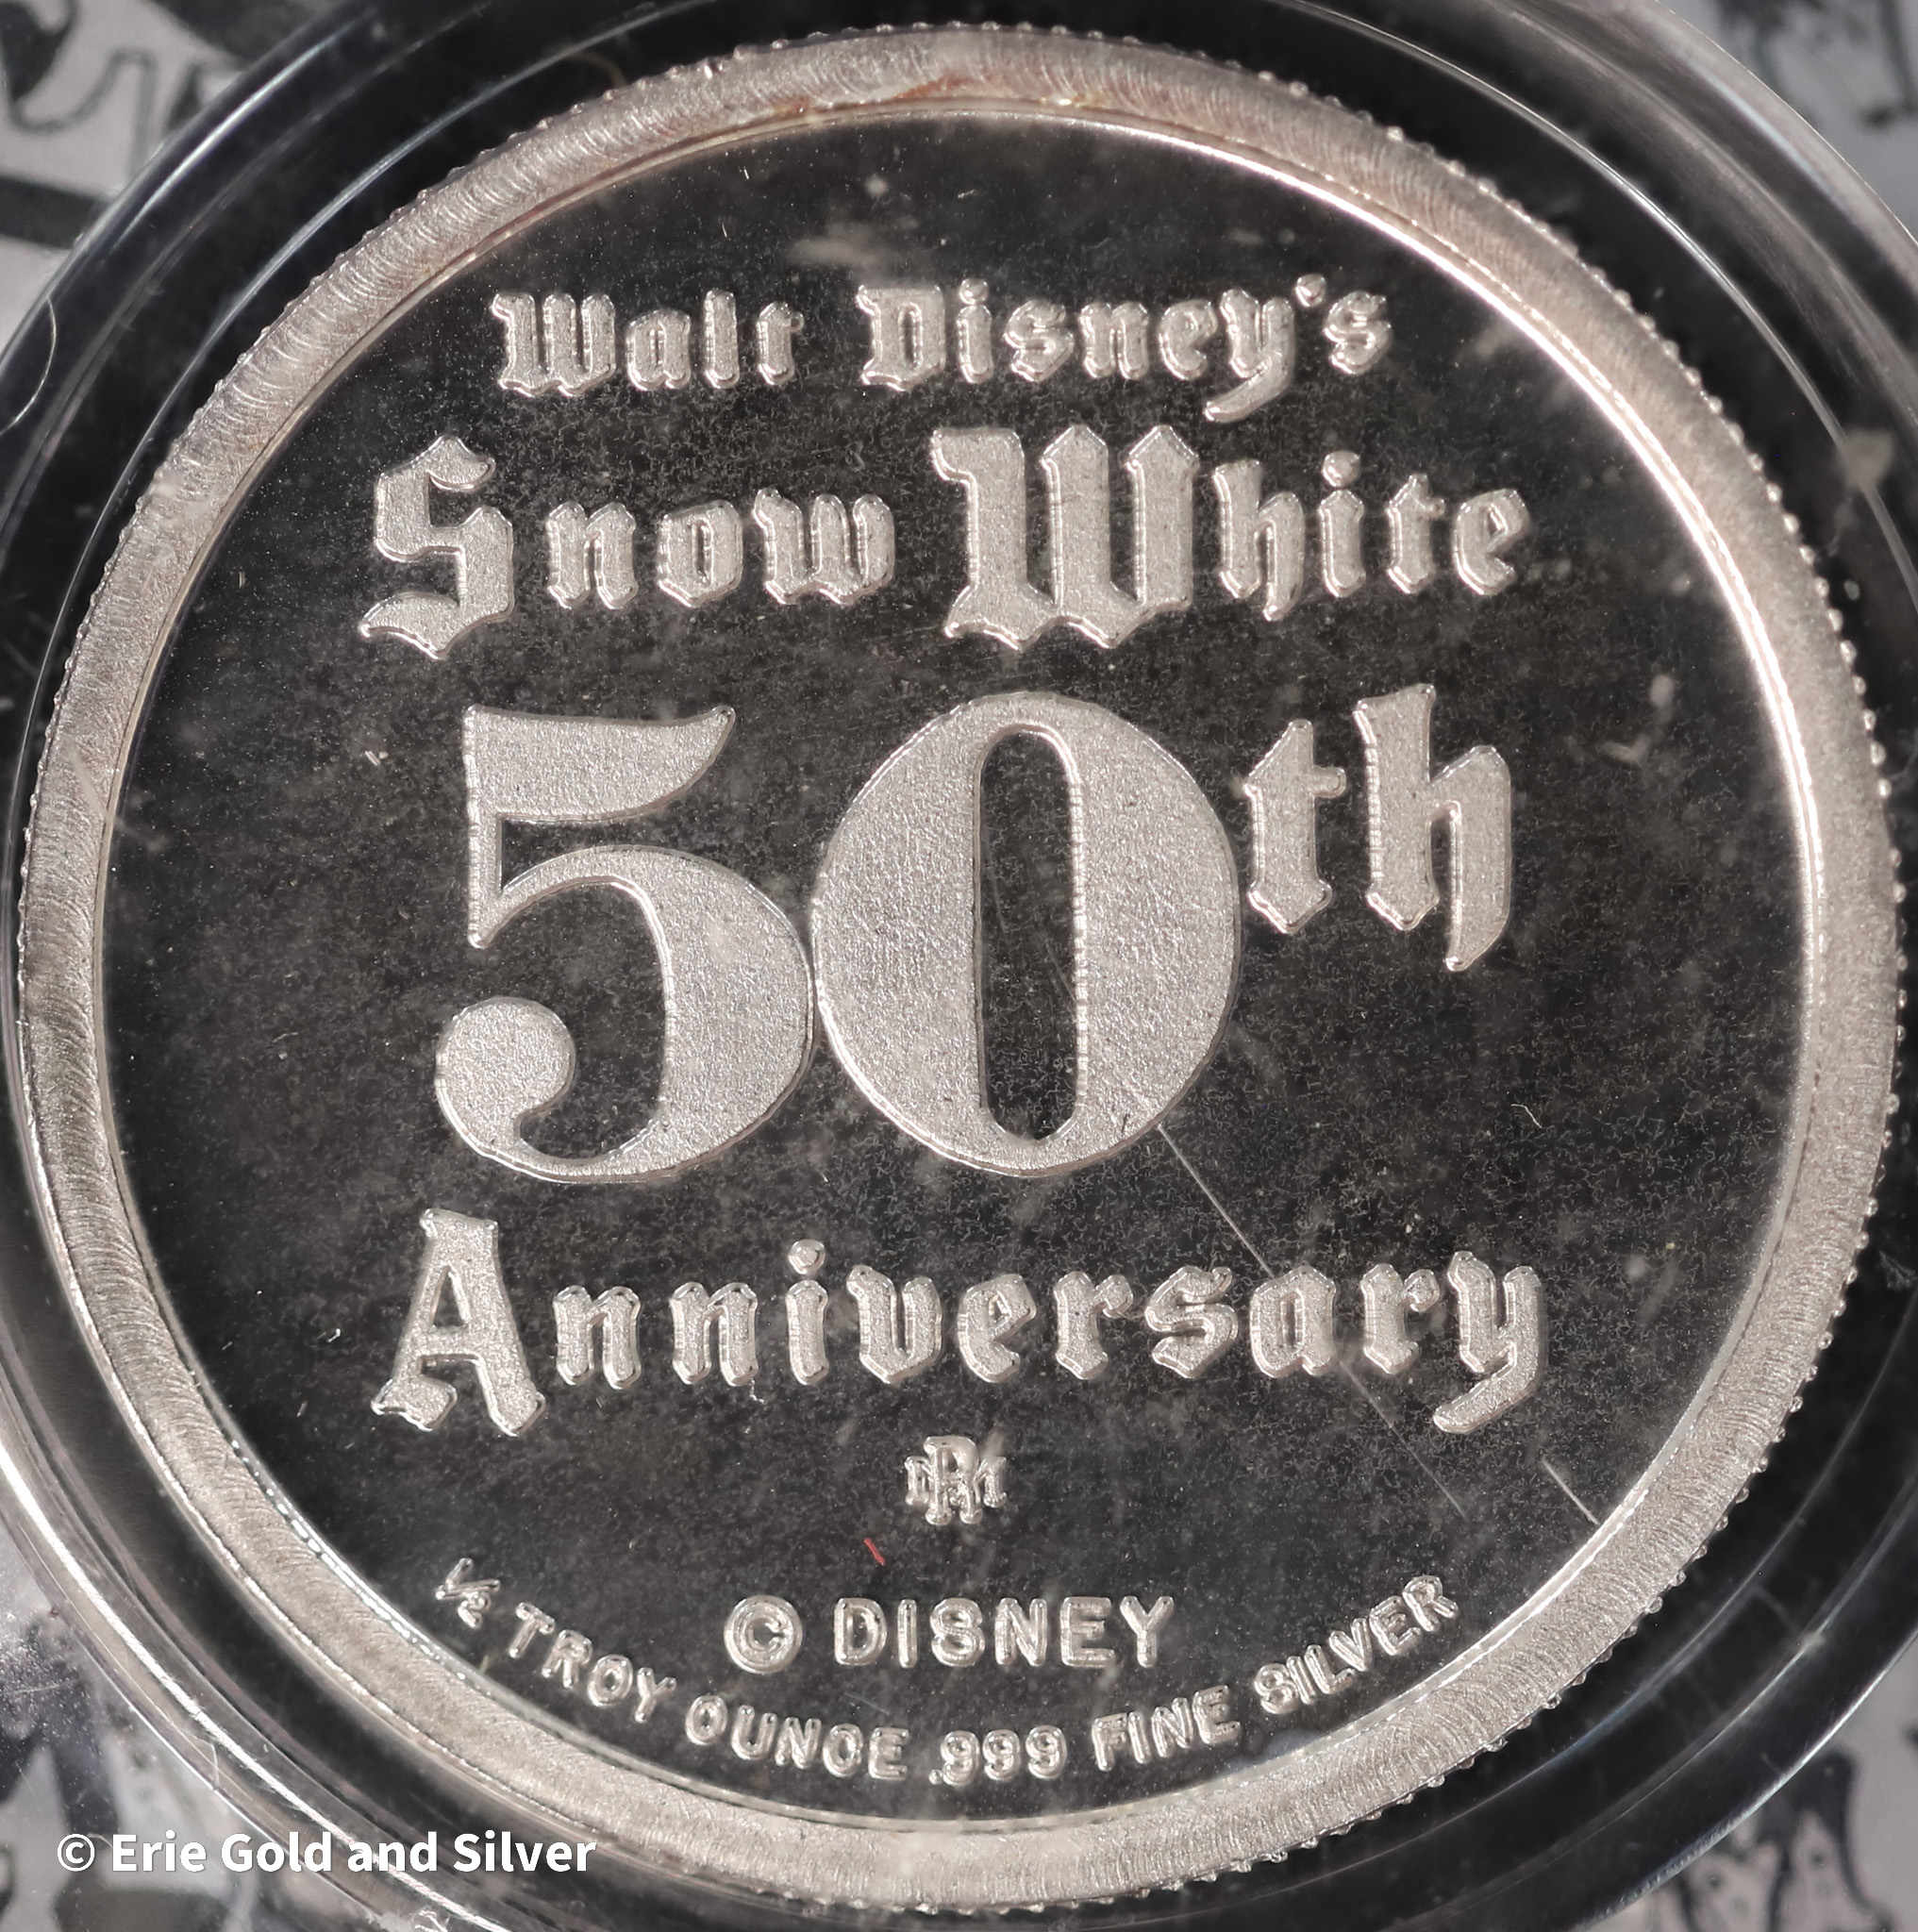 Walt Disney's
Snow White
50th
Anniversary
© DISNEY
½ TROY OUNCE .999 FINE SILVER
© Erie Gold and Silver